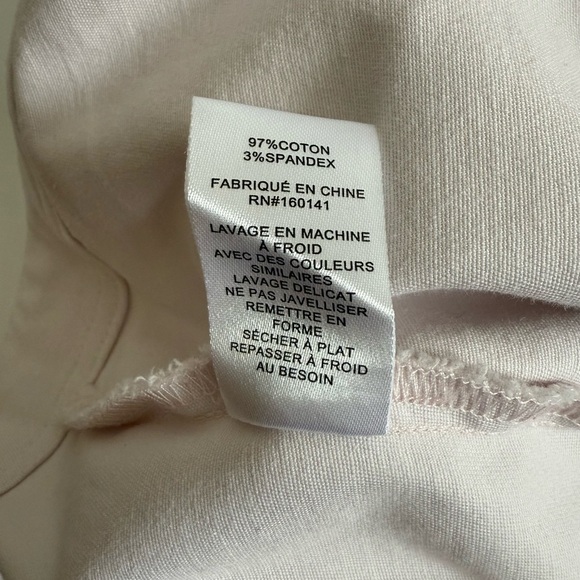 97%COTON
3%SPANDEX
FABRIQUÉ EN CHINE
RN#160141
LAVAGE EN MACHINE
À FROID
AVEC DES COULEURS
SIMILAIRES
LAVAGE DELICAT
NE PAS JAVELLISER
REMETTRE EN
FORME
SÉCHER À PLAT
REPASSER À FROID
AU BESOIN